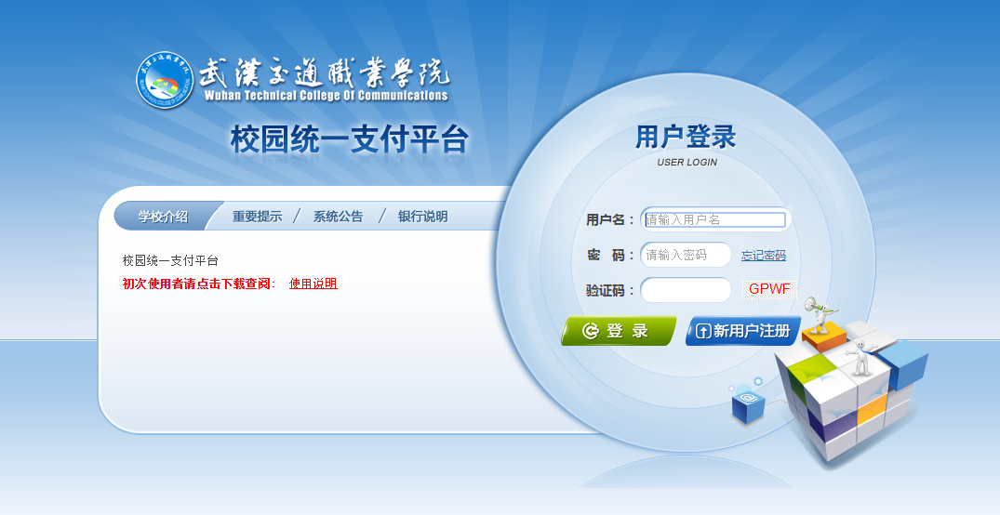 武漢交通職業學院
Wuhan Technical College Of Communications
校园统一支付平台
学校介绍 重要提示 系统公告 银行说明
校园统一支付平台
初次使用者请点击下载查阅： 使用说明
用户登录
USER LOGIN
用户名： 请输入用户名
密 码： 请输入密码 忘记密码
验证码： GPWF
登 录 新用户注册
@